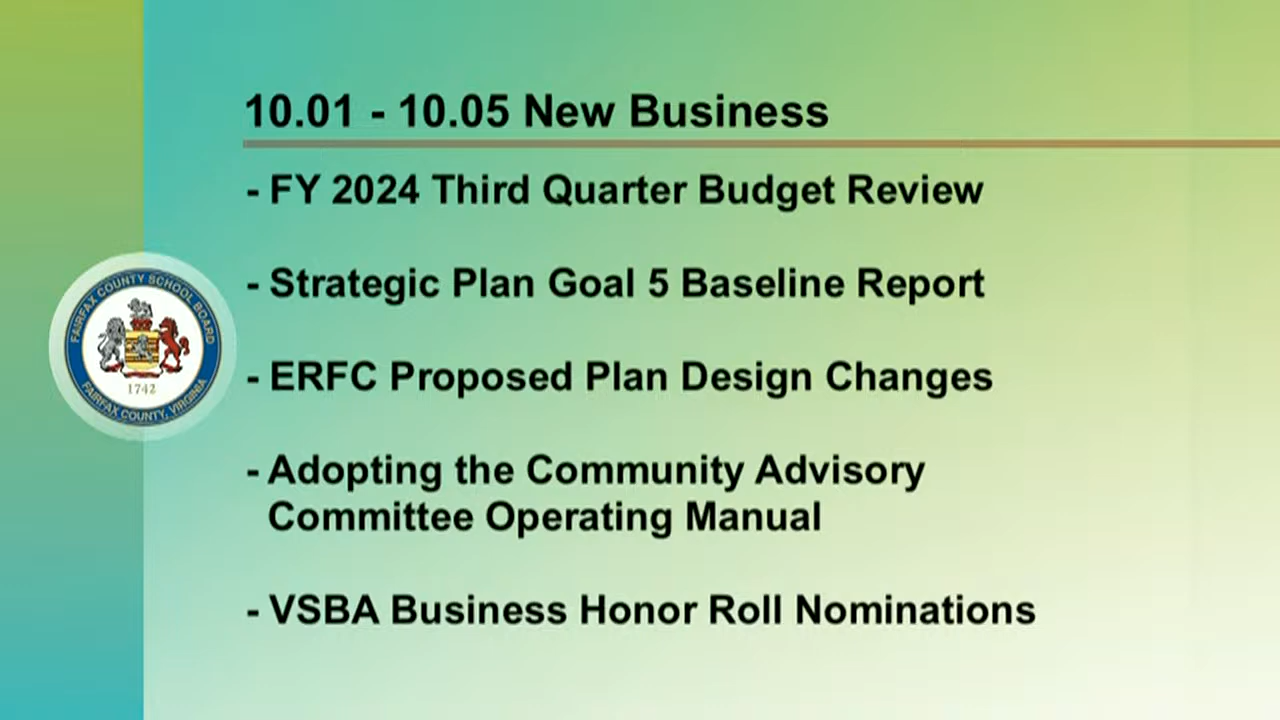 10.01 - 10.05 New Business
- FY 2024 Third Quarter Budget Review
- Strategic Plan Goal 5 Baseline Report
FAIRFAX COUNTY SCHOOL BOARD
1742
FAIRFAX COUNTY, VIRGINIA
- ERFC Proposed Plan Design Changes
- Adopting the Community Advisory
Committee Operating Manual
- VSBA Business Honor Roll Nominations